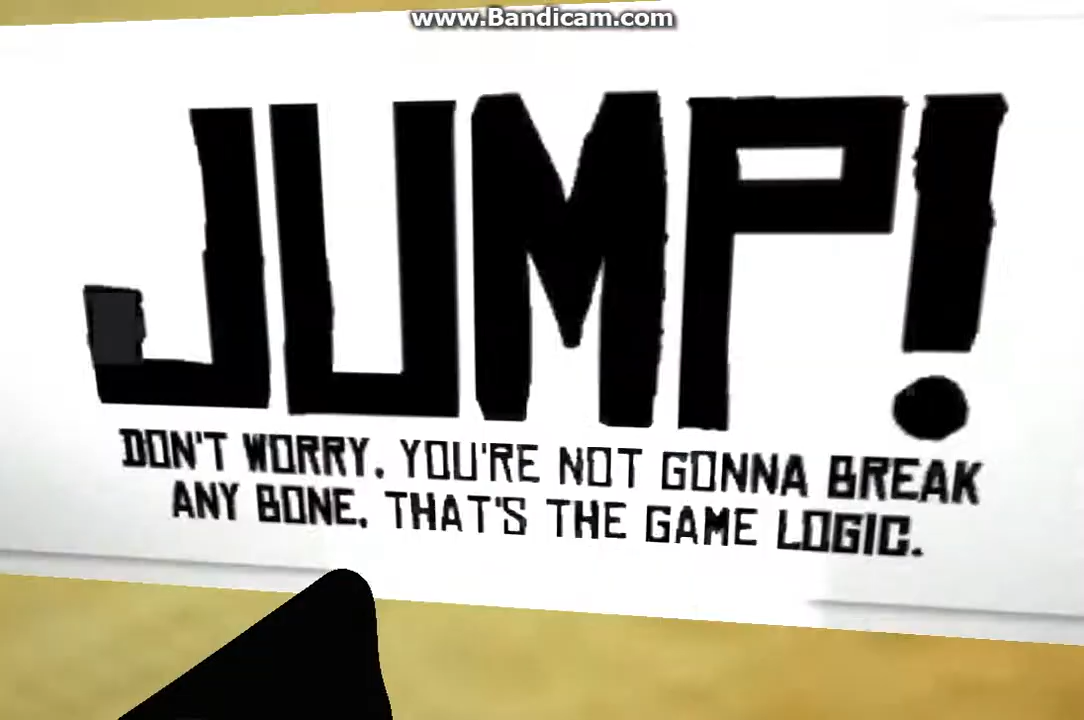 www.Bandicam.com
JUMP!
DON'T WORRY. YOU'RE NOT GONNA BREAK
ANY BONE. THAT'S THE GAME LOGIC.